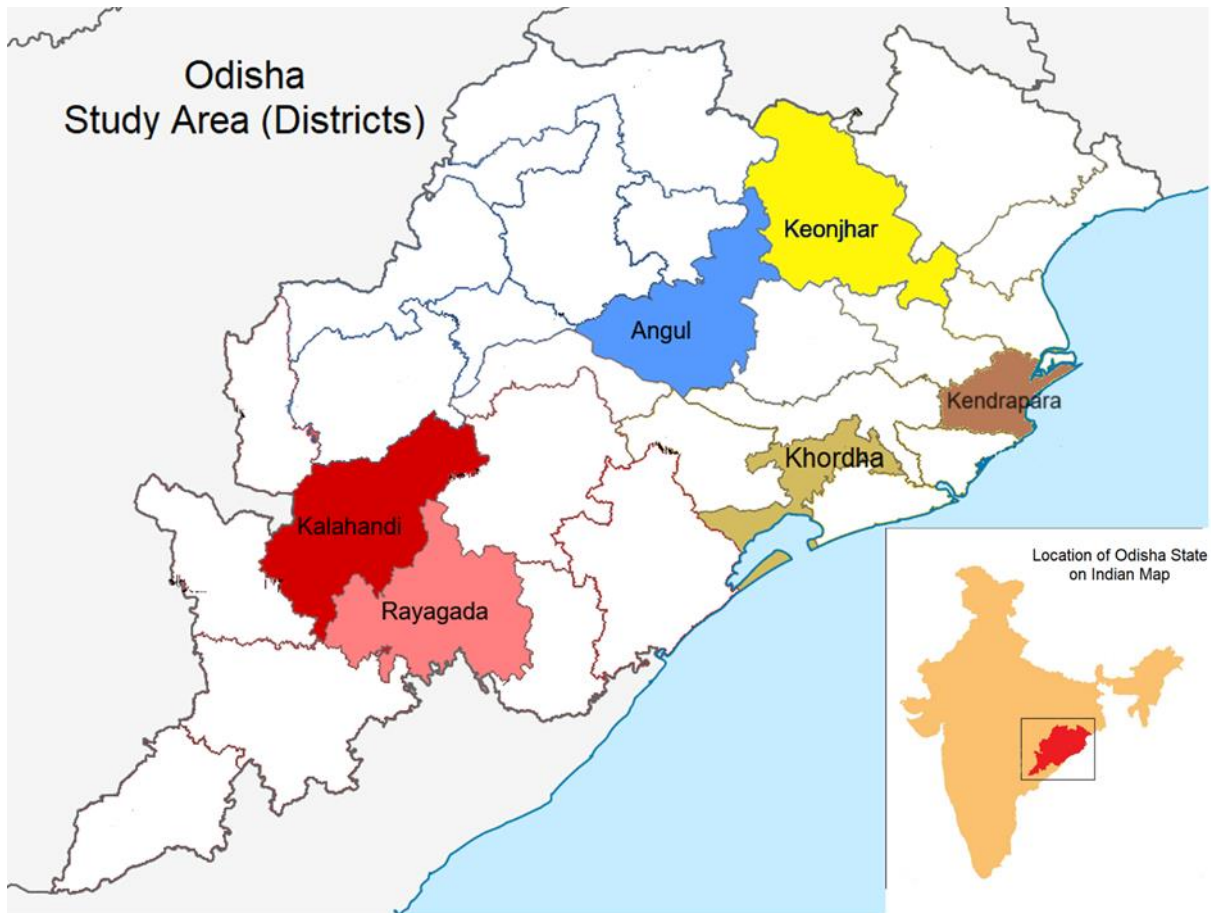 Odisha
Study Area (Districts)
Keonjhar
Angul
Kendrapara
Khordha
Kalahandi
Rayagada
Location of Odisha State
on Indian Map